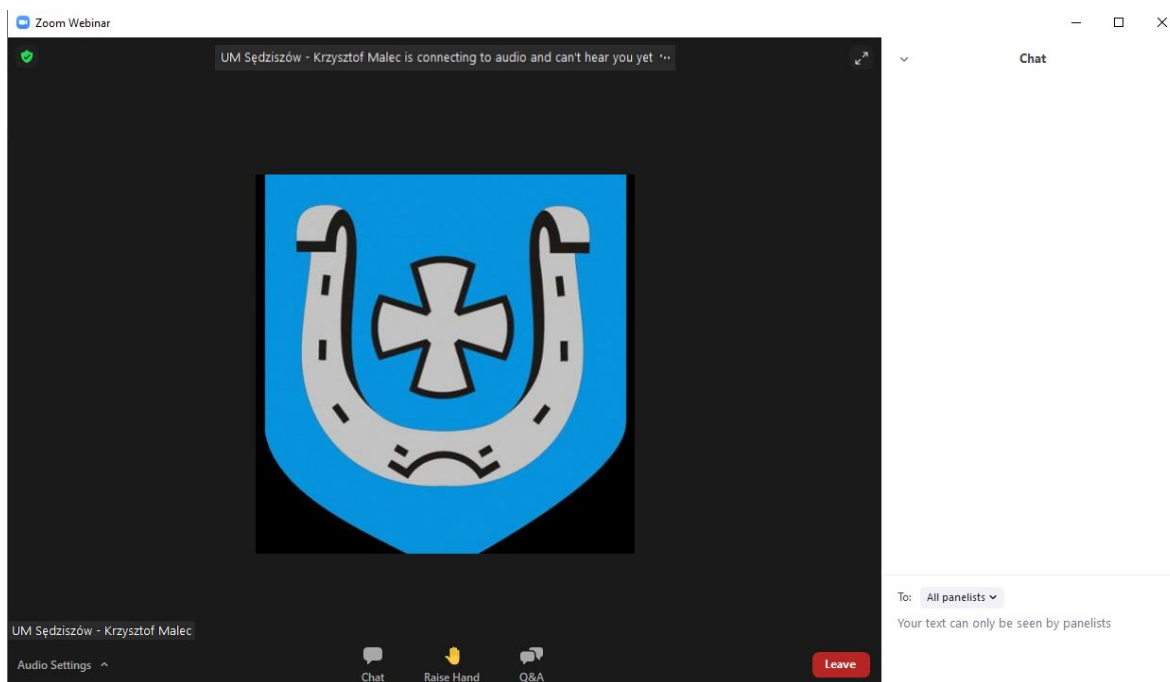 Zoom Webinar
UM Sędziszów - Krzysztof Malec is connecting to audio and can't hear you yet
Chat
To: All panelists
Your text can only be seen by panelists
UM Sędziszów - Krzysztof Malec
Audio Settings
Chat
Raise Hand
Q&A
Leave